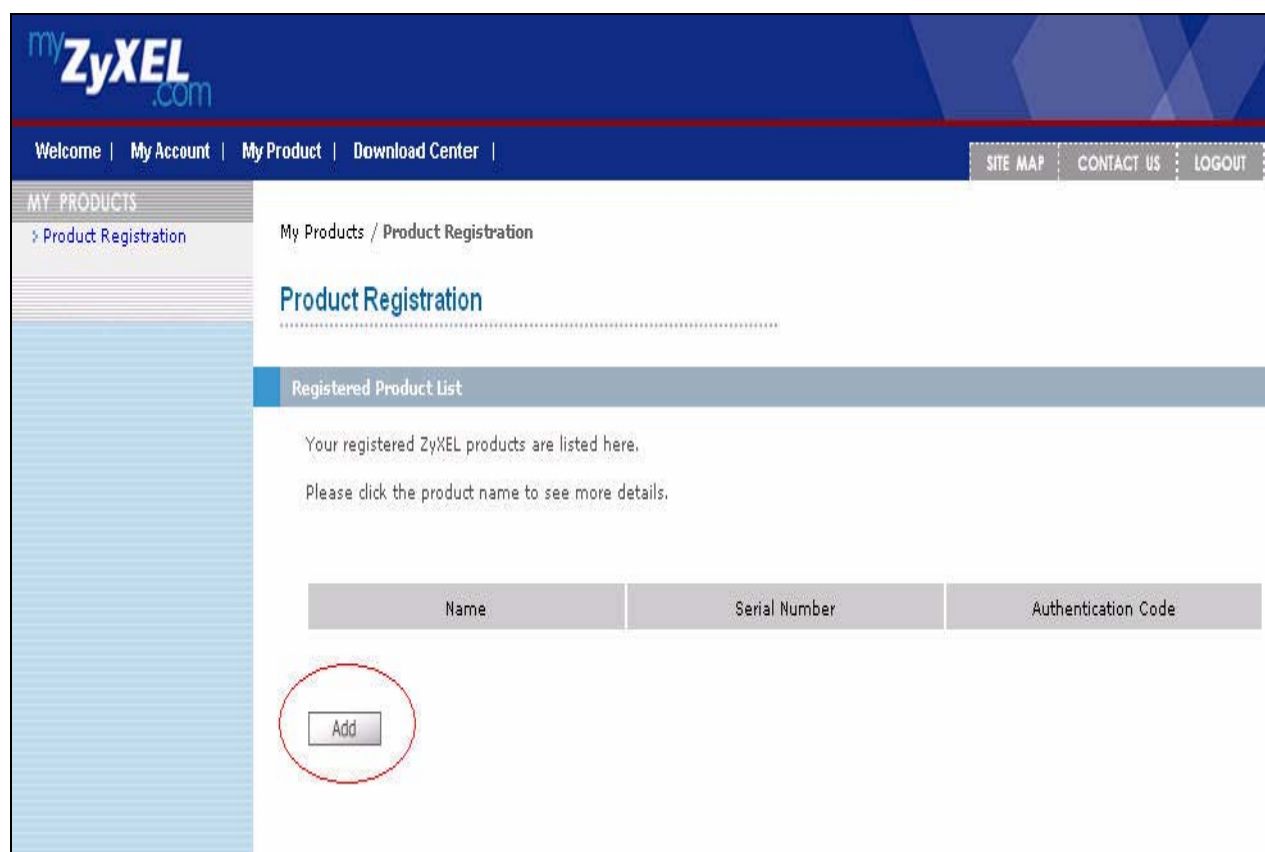 myZyXEL.com
Welcome | My Account | My Product | Download Center |
SITE MAP CONTACT US LOGOUT
MY PRODUCTS
> Product Registration
My Products / Product Registration
Product Registration
Registered Product List
Your registered ZyXEL products are listed here.
Please click the product name to see more details.
Name Serial Number Authentication Code
Add